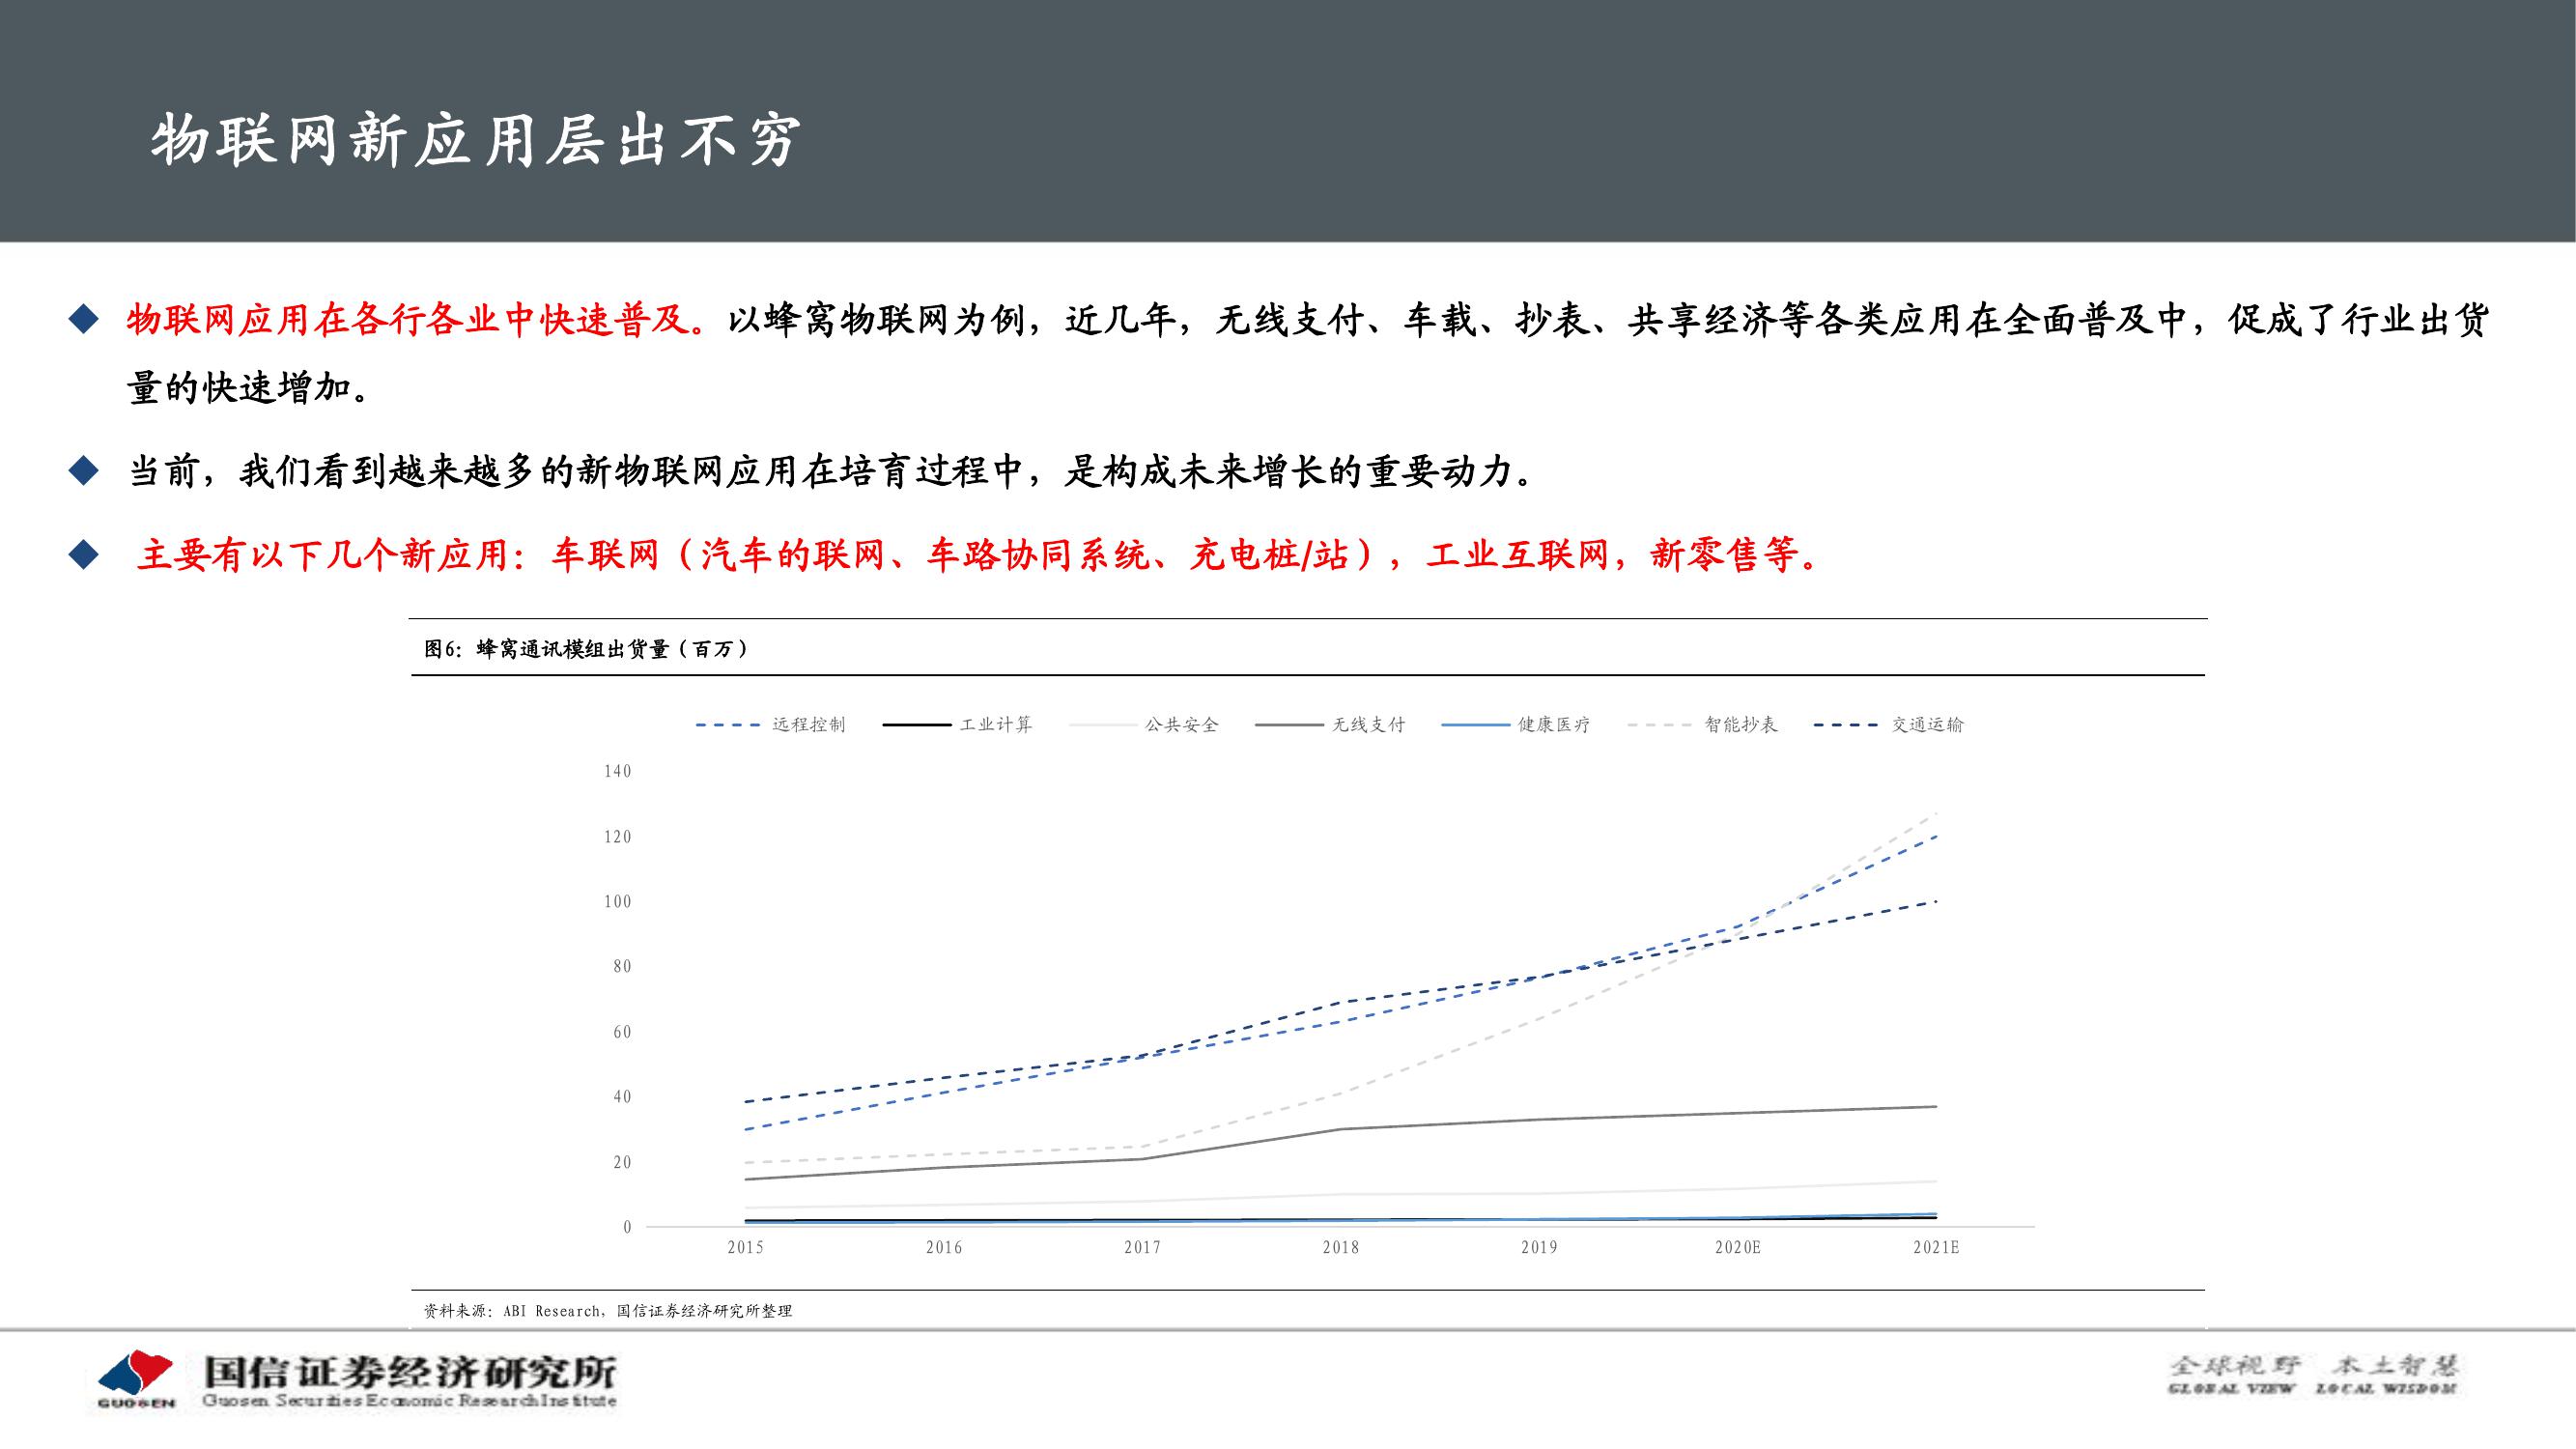 物联网新应用层出不穷
物联网应用在各行各业中快速普及。以蜂窝物联网为例，近几年，无线支付、车载、抄表、共享经济等各类应用在全面普及中，促成了行业出货
量的快速增加。
当前，我们看到越来越多的新物联网应用在培育过程中，是构成未来增长的重要动力。
主要有以下几个新应用：车联网（汽车的联网、车路协同系统、充电桩/站），工业互联网，新零售等。
图6：蜂窝通讯模组出货量（百万）
远程控制 工业计算 公共安全 无线支付 健康医疗 智能抄表 交通运输
140
120
100
80
60
40
20
0
2015 2016 2017 2018 2019 2020E 2021E
资料来源：ABI Research，国信证券经济研究所整理
GUOSEN
国信证券经济研究所
Guosen Securities Economic Research Institute
全球视野 本土智慧
GLOBAL VIEW LOCAL WISDOM